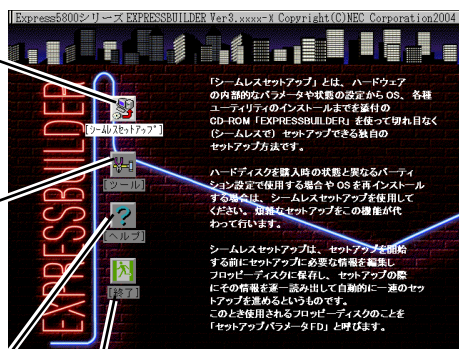 Express5800シリーズ EXPRESSBUILDER Ver3.xxxx-X Copyright(C)NEC Corporation2004
EXPRESSBUILDER
[シームレスセットアップ]
[ツール]
[ヘルプ]
[終了]
「シームレスセットアップ」とは、ハードウェア
の内部的なパラメータや状態の設定から OS、各種
ユーティリティのインストールまでを添付の
CD-ROM「EXPRESSBUILDER」を使って切れ目なく
(シームレスで) セットアップできる独自の
セットアップ方法です。
ハードディスクを購入時の状態と異なるパーティ
ション設定で使用する場合や OS を再インストール
する場合は、シームレスセットアップを使用して
ください。煩雑なセットアップをこの機能が代
わって行います。
シームレスセットアップは、セットアップを開始
する前にセットアップに必要な情報を編集し
フロッピーディスクに保存し、セットアップの際
にその情報を逐一読み出して自動的に一連のセッ
トアップを進めるというものです。
このとき使用されるフロッピーディスクのことを
「セットアップパラメータFD」と呼びます。